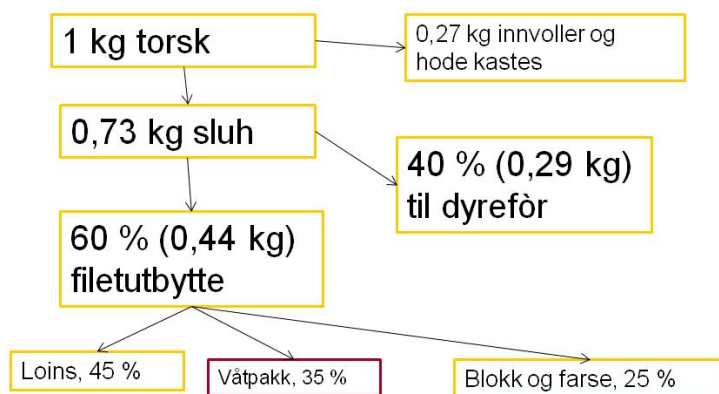 1 kg torsk
0,27 kg innvoller og
hode kastes
0,73 kg sluh
40 % (0,29 kg)
til dyrefòr
60 % (0,44 kg)
filetutbytte
Loins, 45 %
Våtpakk, 35 %
Blokk og farse, 25 %